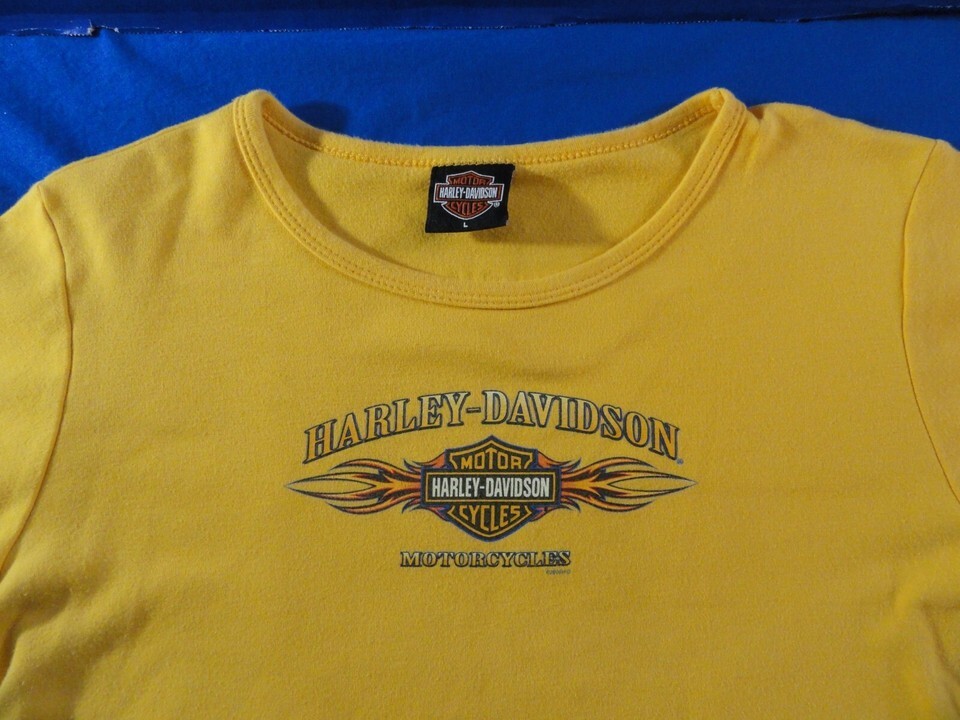 MOTOR
HARLEY-DAVIDSON
CYCLES
®
L
HARLEY-DAVIDSON
MOTOR
HARLEY-DAVIDSON
CYCLES
MOTORCYCLES